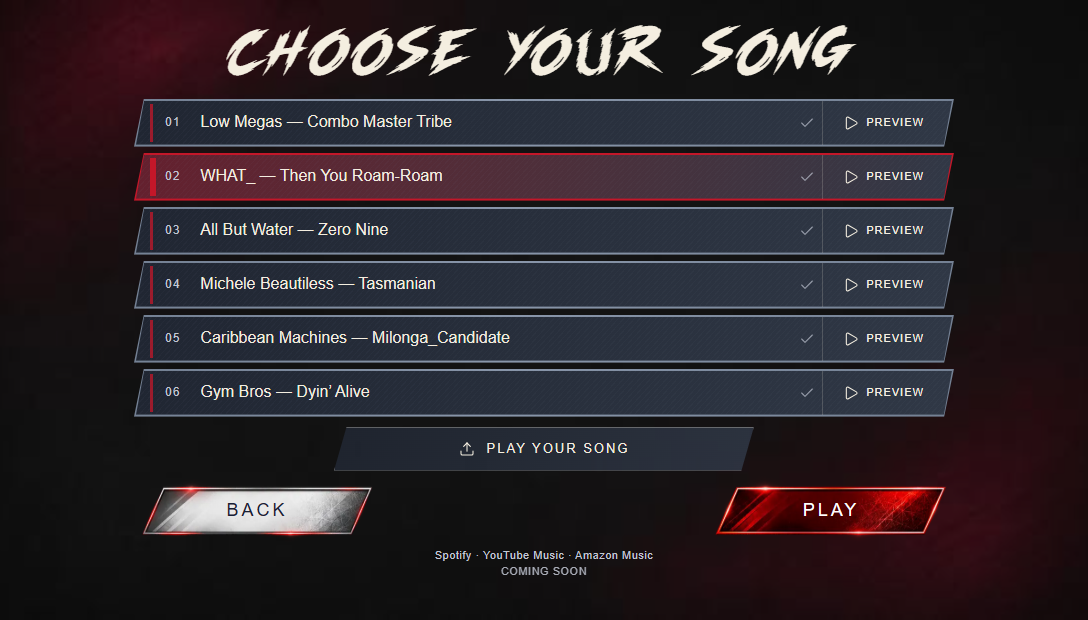 CHOOSE YOUR SONG
01 Low Megas — Combo Master Tribe PREVIEW
02 WHAT_ — Then You Roam-Roam PREVIEW
03 All But Water — Zero Nine PREVIEW
04 Michele Beautiless — Tasmanian PREVIEW
05 Caribbean Machines — Milonga_Candidate PREVIEW
06 Gym Bros — Dyin’ Alive PREVIEW
PLAY YOUR SONG
BACK PLAY
Spotify · YouTube Music · Amazon Music
COMING SOON